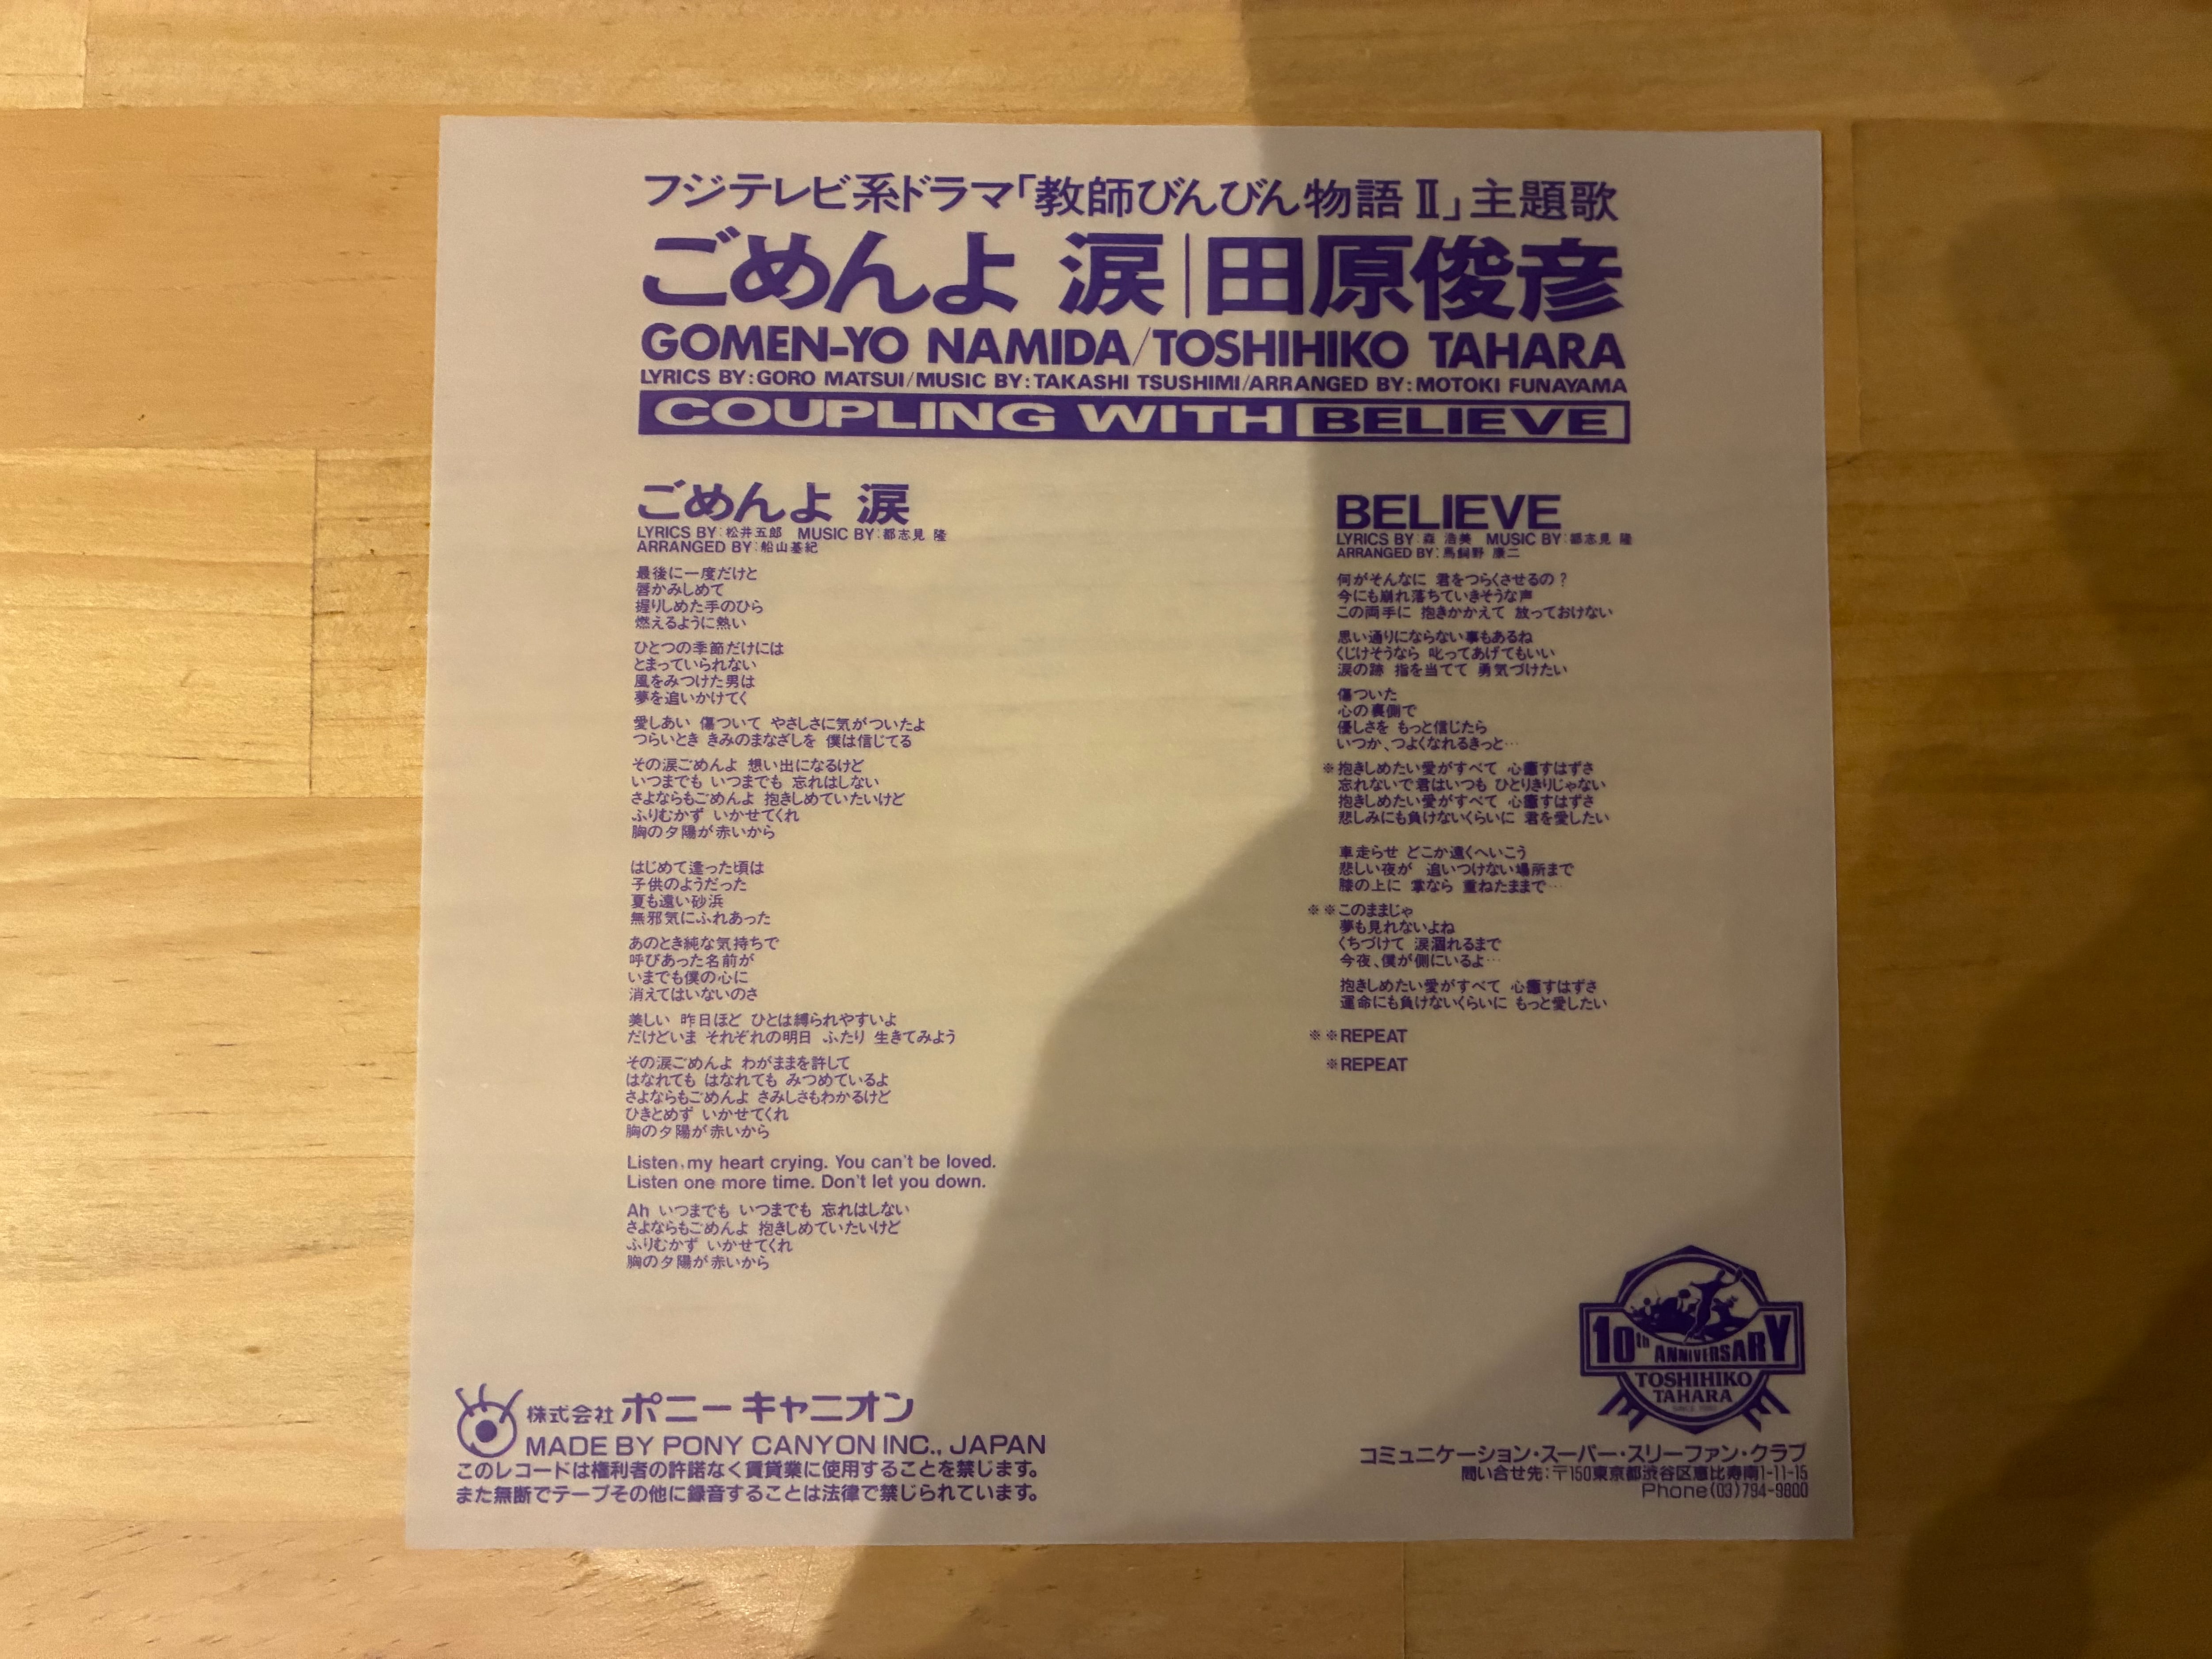 フジテレビ系ドラマ「教師びんびん物語Ⅱ」主題歌
ごめんよ 涙|田原俊彦
GOMEN-YO NAMIDA/TOSHIHIKO TAHARA
LYRICS BY:GORO MATSUI/MUSIC BY:TAKASHI TSUSHIMI/ARRANGED BY:MOTOKI FUNAYAMA
COUPLING WITH BELIEVE
ごめんよ 涙
LYRICS BY:松井五郎 MUSIC BY:都志見 隆
ARRANGED BY:船山基紀
最後に一度だけと
唇かみしめて
握りしめた手のひら
燃えるように熱い
ひとつの季節だけには
とまっていられない
風をみつけた男は
夢を追いかけてく
愛しあい 傷ついて やさしさに気がついたよ
つらいとき きみのまなざしを 僕は信じてる
その涙ごめんよ 想い出になるけど
いつまでも いつまでも 忘れはしない
さよならもごめんよ 抱きしめていたいけど
ふりむかず いかせてくれ
胸の夕陽が赤いから
はじめて逢った頃は
子供のようだった
夏も遠い砂浜
無邪気にふれあった
あのとき純な気持ちで
呼びあった名前が
いまでも僕の心に
消えてはいないのさ
美しい 昨日ほど ひとは縛られやすいよ
だけどいま それぞれの明日 ふたり 生きてみよう
その涙ごめんよ わがままを許して
はなれても はなれても みつめているよ
さよならもごめんよ さみしさもわかるけど
ひきとめず いかせてくれ
胸の夕陽が赤いから
Listen, my heart crying. You can't be loved.
Listen one more time. Don't let you down.
Ah いつまでも いつまでも 忘れはしない
さよならもごめんよ 抱きしめていたいけど
ふりむかず いかせてくれ
胸の夕陽が赤いから
BELIEVE
LYRICS BY:森 浩美 MUSIC BY:都志見 隆
ARRANGED BY:馬飼野 康二
何がそんなに 君をつらくさせるの?
今にも崩れ落ちていきそうな声
この両手に 抱きかかえて 放っておけない
思い通りにならない事もあるね
くじけそうなら 叱ってあげてもいい
涙の跡 指を当てて 勇気づけたい
傷ついた
心の裏側で
優しさを もっと信じたら
いつか、つよくなれるきっと…
※抱きしめたい愛がすべて 心癒すはずさ
忘れないで君はいつも ひとりきりじゃない
抱きしめたい愛がすべて 心癒すはずさ
悲しみにも負けないくらいに 君を愛したい
車走らせ どこか遠くへいこう
悲しい夜が 追いつけない場所まで
膝の上に 掌なら 重ねたままで…
※※このままじゃ
夢も見れないよね
くちづけて 涙涸れるまで
今夜、僕が側にいるよ…
抱きしめたい愛がすべて 心癒すはずさ
運命にも負けないくらいに もっと愛したい
※※REPEAT
※REPEAT
10th ANNIVERSARY
TOSHIHIKO
TAHARA
SINCE 1980
株式会社ポニーキャニオン
MADE BY PONY CANYON INC., JAPAN
このレコードは権利者の許諾なく賃貸業に使用することを禁じます。
また無断でテープその他に録音することは法律で禁じられています。
コミュニケーション・スーパー・スリーファン・クラブ
問い合せ先:〒150東京都渋谷区恵比寿南1-11-15
Phone(03)794-9800